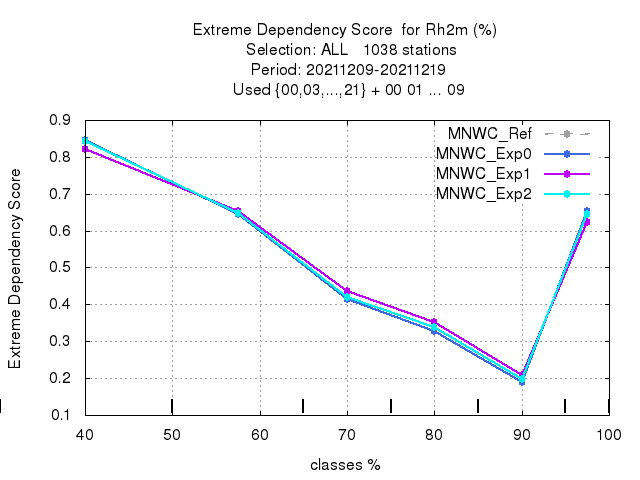 Extreme Dependency Score  for Rh2m (%)
Selection: ALL   1038 stations
Period: 20211209-20211219
Used {00,03,...,21} + 00 01 ... 09
MNWC_Ref
MNWC_Exp0
MNWC_Exp1
MNWC_Exp2
Extreme Dependency Score
0.9
0.8
0.7
0.6
0.5
0.4
0.3
0.2
0.1
40 50 60 70 80 90 100
classes %